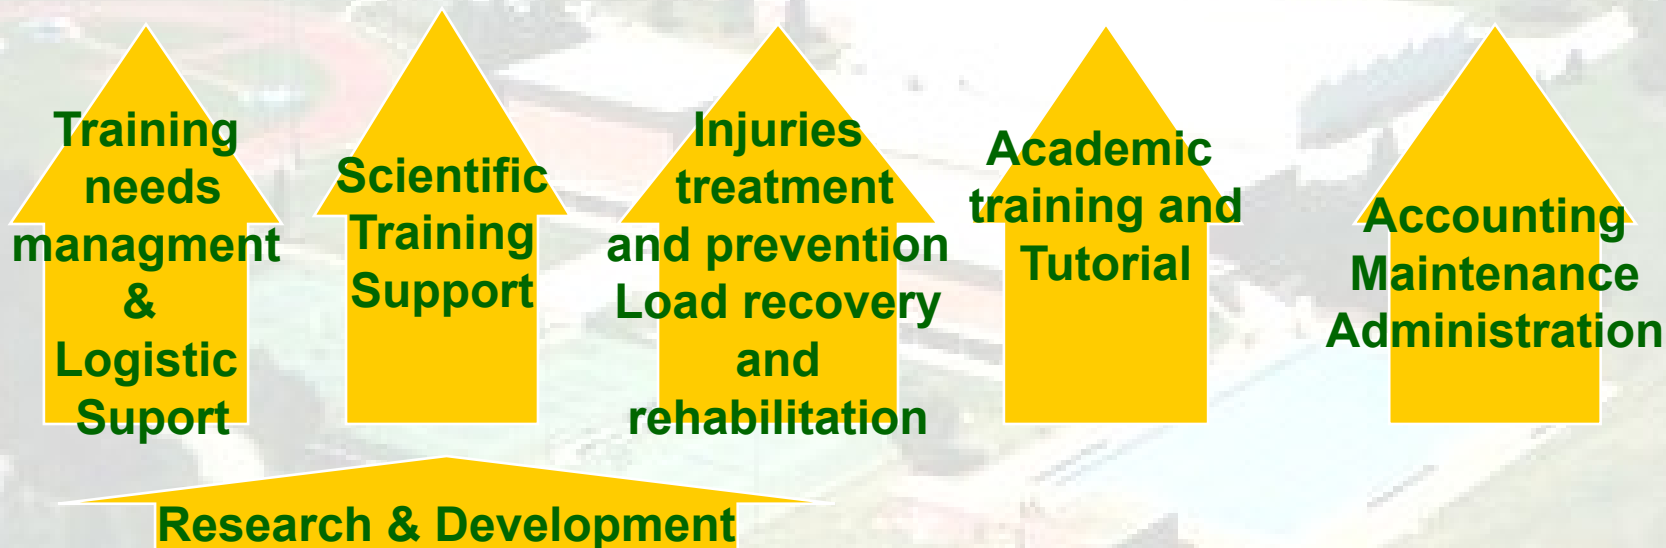 Training
needs
managment
&
Logistic
Suport
Scientific
Training
Support
Injuries
treatment
and prevention
Load recovery
and
rehabilitation
Academic
training and
Tutorial
Accounting
Maintenance
Administration
Research & Development